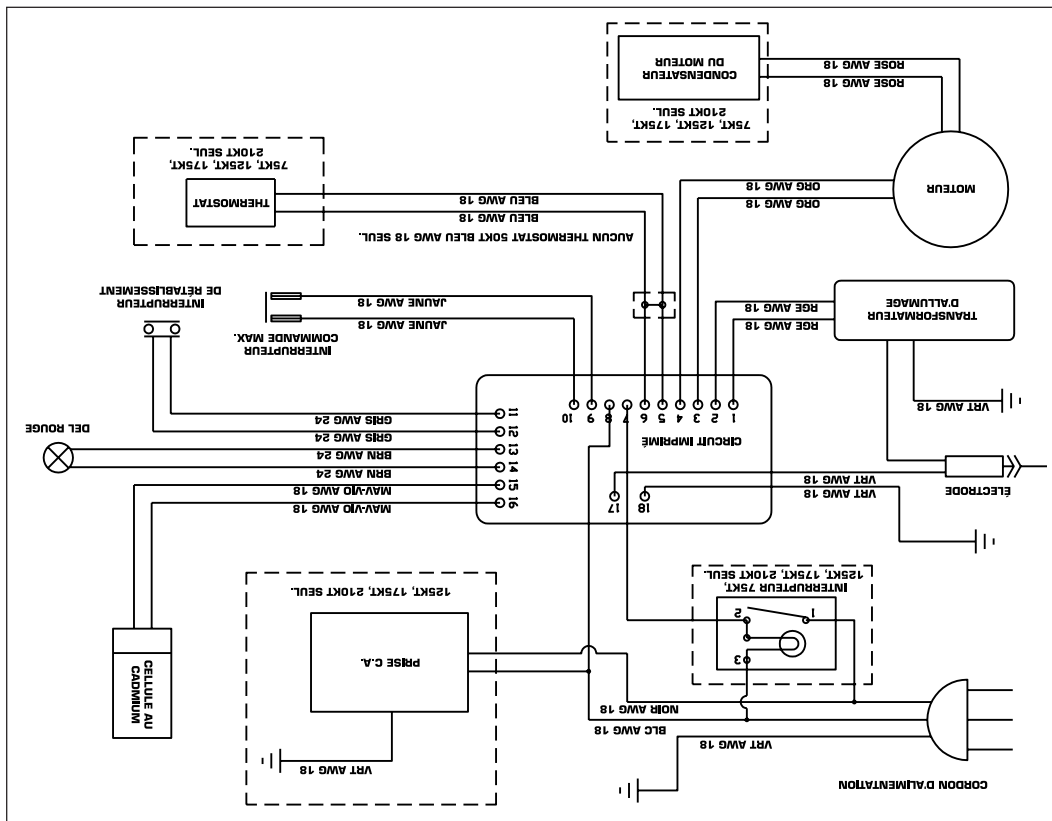 CORDON D'ALIMENTATION
VRT AWG 18
BLC AWG 18
NOIR AWG 18
3
2
1
INTERRUPTEUR 75KT,
125KT, 175KT, 210KT SEUL.
VRT AWG 18
PRISE C.A.
125KT, 175KT, 210KT SEUL.
CELLULE AU
CADMIUM
ÉLECTRODE
VRT AWG 18
VRT AWG 18
VRT AWG 18
18
17
CIRCUIT IMPRIMÉ
1
2
3
4
5
6
7
8
9
10
16
15
14
13
12
11
MAV-VIO AWG 18
MAV-VIO AWG 18
BRN AWG 24
BRN AWG 24
GRIS AWG 24
GRIS AWG 24
DEL ROUGE
TRANSFORMATEUR
D'ALLUMAGE
RGE AWG 18
RGE AWG 18
INTERRUPTEUR
COMMANDE MAX.
JAUNE AWG 18
JAUNE AWG 18
INTERRUPTEUR
DE RÉTABLISSEMENT
AUCUN THERMOSTAT 50KT BLEU AWG 18 SEUL.
BLEU AWG 18
BLEU AWG 18
THERMOSTAT
75KT, 125KT, 175KT,
210KT SEUL.
MOTEUR
ORG AWG 18
ORG AWG 18
ROSE AWG 18
ROSE AWG 18
75KT, 125KT, 175KT,
210KT SEUL.
CONDENSATEUR
DU MOTEUR